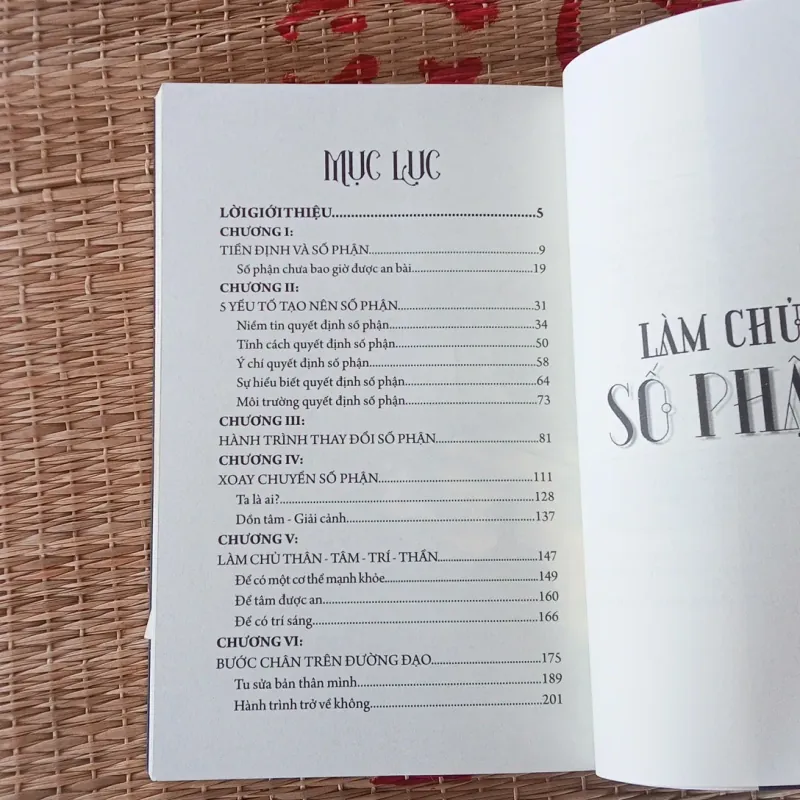 MỤC LỤC
LỜI GIỚI THIỆU.....................................................5
CHƯƠNG I:
TIỀN ĐỊNH VÀ SỐ PHẬN............................................9
Số phận chưa bao giờ được an bài................................19
CHƯƠNG II:
5 YẾU TỐ TẠO NÊN SỐ PHẬN....................................31
Niềm tin quyết định số phận......................................34
Tính cách quyết định số phận....................................50
Ý chí quyết định số phận..........................................58
Sự hiểu biết quyết định số phận.................................64
Môi trường quyết định số phận..................................73
CHƯƠNG III:
HÀNH TRÌNH THAY ĐỔI SỐ PHẬN...........................81
CHƯƠNG IV:
XOAY CHUYỂN SỐ PHẬN.......................................111
Ta là ai?................................................................128
Dồn tâm - Giải cảnh................................................137
CHƯƠNG V:
LÀM CHỦ THÂN - TÂM - TRÍ - THẦN.........................147
Để có một cơ thể mạnh khỏe.....................................149
Để tâm được an......................................................160
Để có trí sáng.........................................................166
CHƯƠNG VI:
BƯỚC CHÂN TRÊN ĐƯỜNG ĐẠO.............................175
Tu sửa bản thân mình..............................................189
Hành trình trở về không...........................................201
LÀM CHỦ
SỐ PHẬ